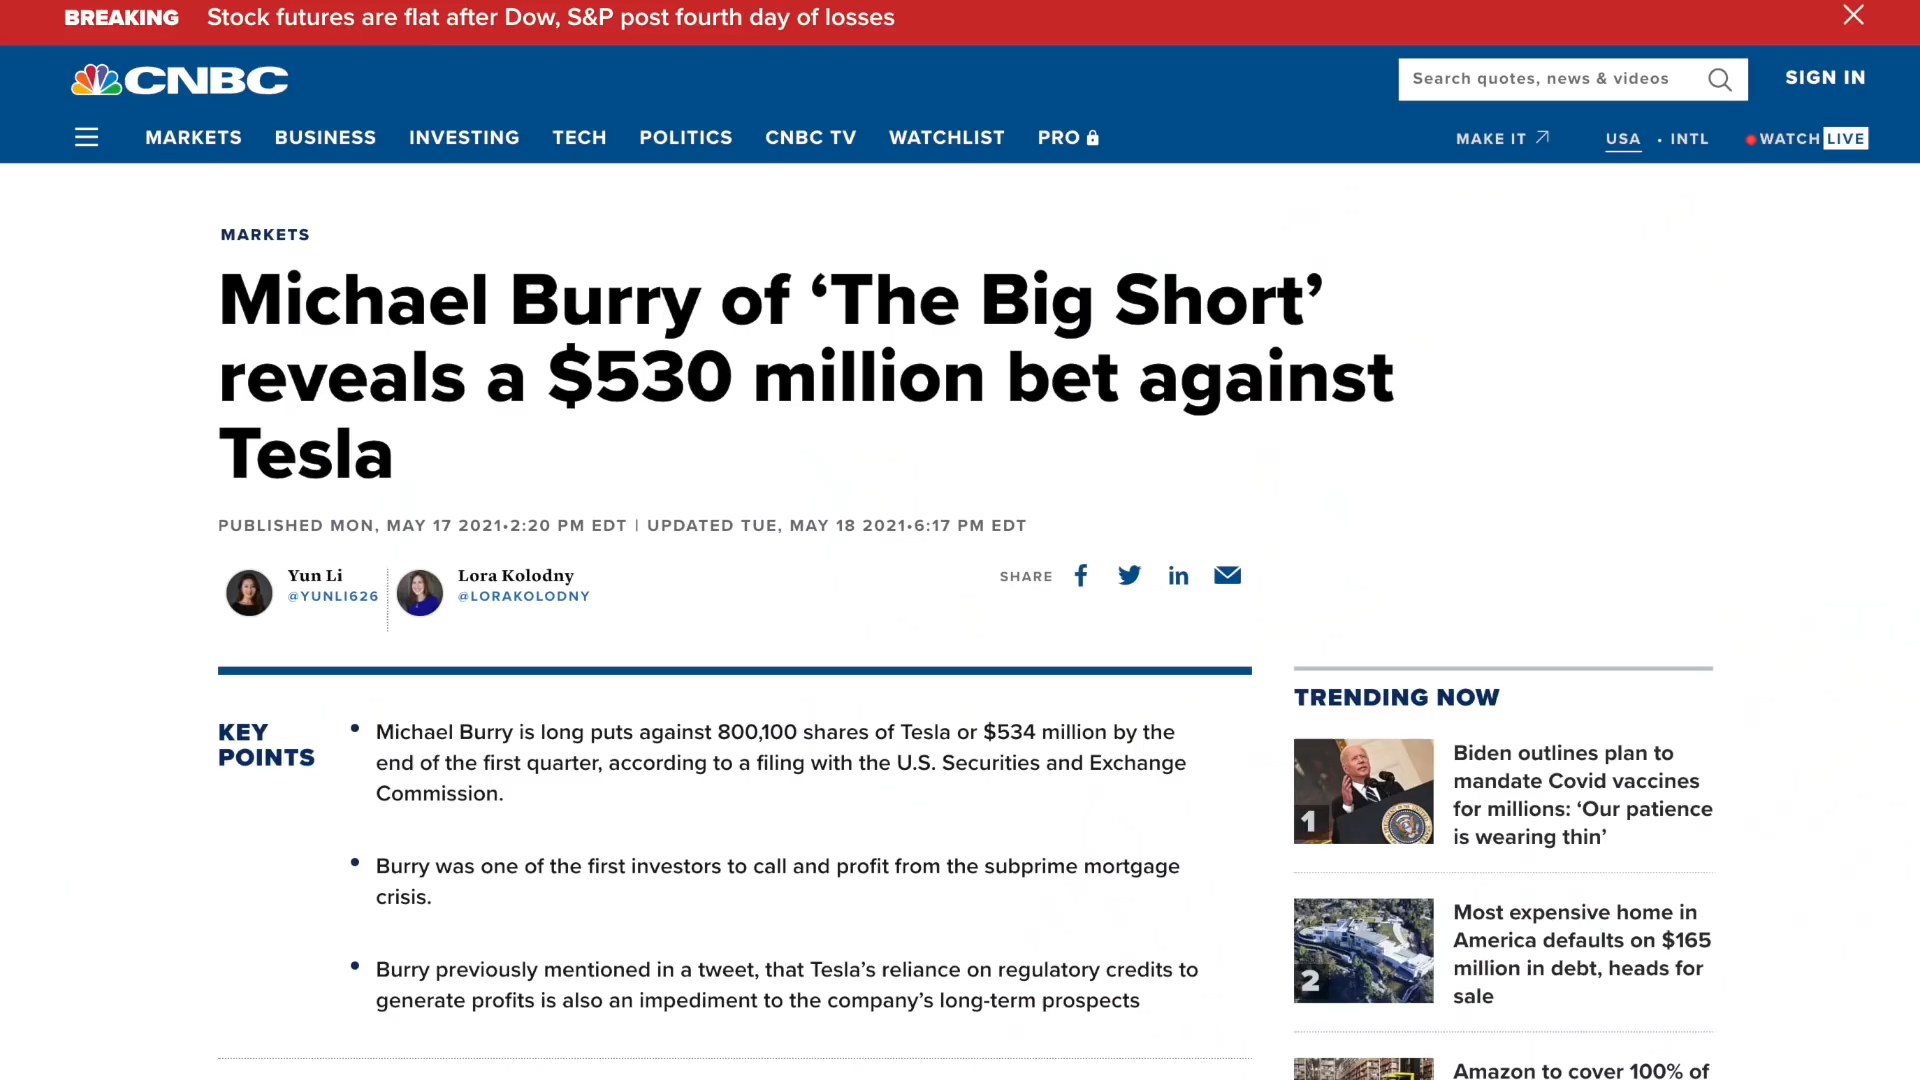 BREAKING Stock futures are flat after Dow, S&P post fourth day of losses
CNBC
Search quotes, news & videos
SIGN IN
MARKETS BUSINESS INVESTING TECH POLITICS CNBC TV WATCHLIST PRO
MAKE IT USA • INTL WATCH LIVE
MARKETS
Michael Burry of ‘The Big Short’
reveals a $530 million bet against
Tesla
PUBLISHED MON, MAY 17 2021•2:20 PM EDT | UPDATED TUE, MAY 18 2021•6:17 PM EDT
Yun Li
@YUNLI626
Lora Kolodny
@LORAKOLODNY
SHARE
KEY
POINTS
• Michael Burry is long puts against 800,100 shares of Tesla or $534 million by the
end of the first quarter, according to a filing with the U.S. Securities and Exchange
Commission.
• Burry was one of the first investors to call and profit from the subprime mortgage
crisis.
• Burry previously mentioned in a tweet, that Tesla’s reliance on regulatory credits to
generate profits is also an impediment to the company’s long-term prospects
TRENDING NOW
1
Biden outlines plan to
mandate Covid vaccines
for millions: ‘Our patience
is wearing thin’
2
Most expensive home in
America defaults on $165
million in debt, heads for
sale
Amazon to cover 100% of